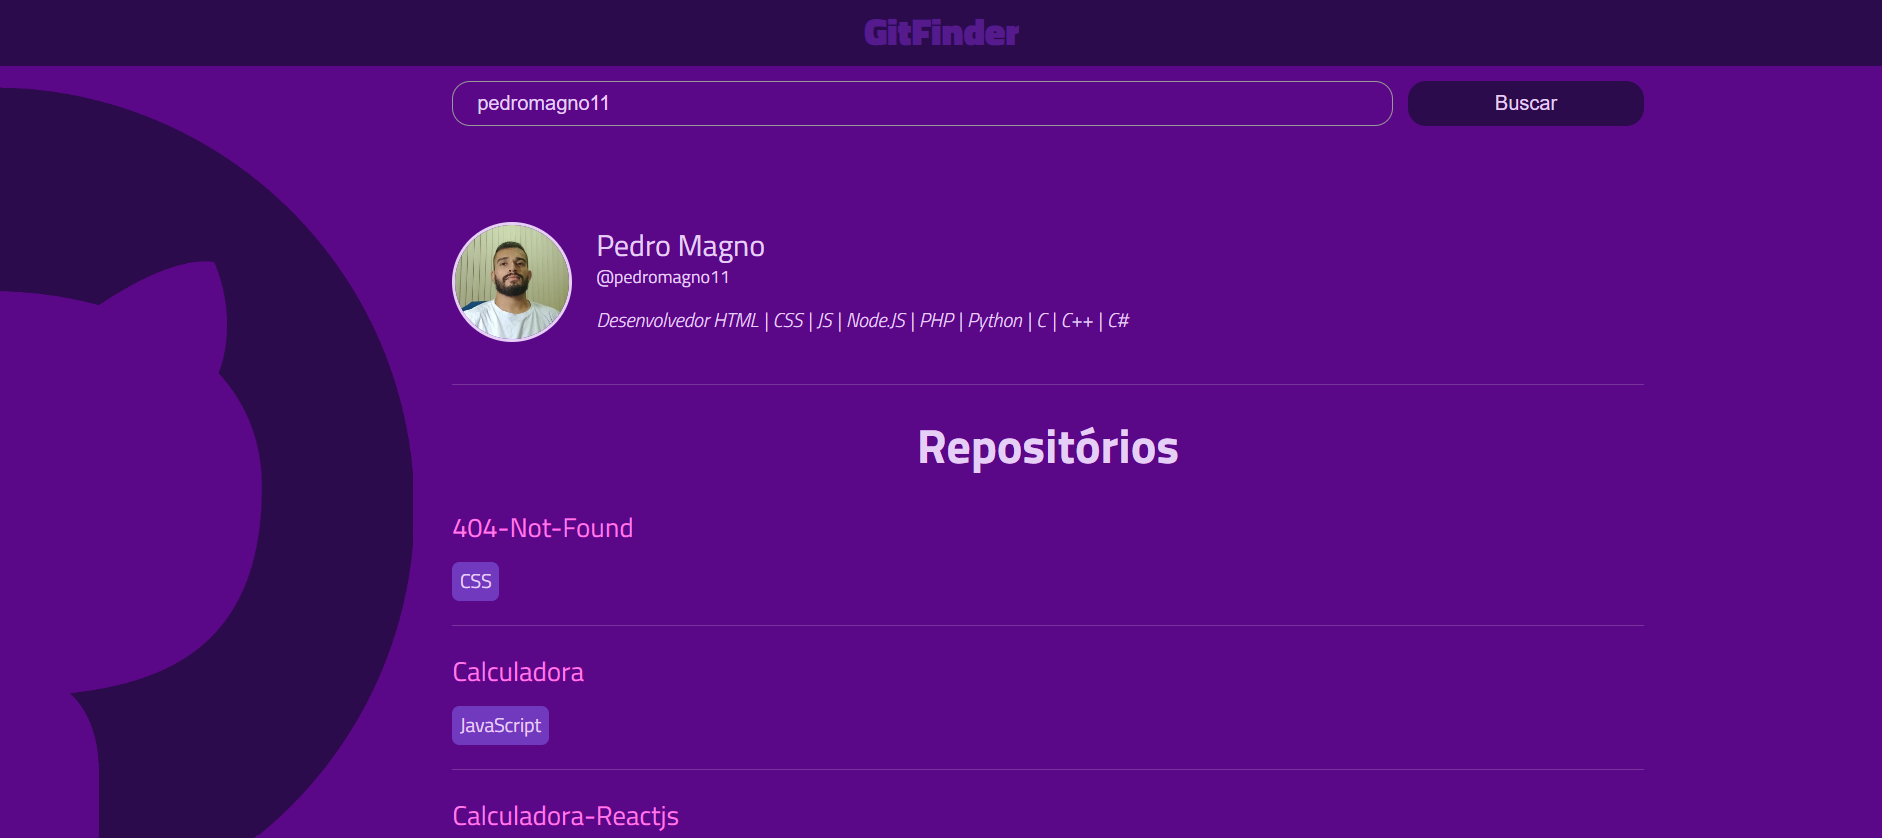 GitFinder
pedromagno11
Buscar
Pedro Magno
@pedromagno11
Desenvolvedor HTML | CSS | JS | Node.JS | PHP | Python | C | C++ | C#
Repositórios
404-Not-Found
CSS
Calculadora
JavaScript
Calculadora-Reactjs